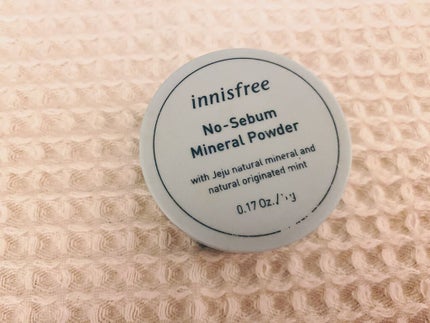 innisfree
No-Sebum
Mineral Powder
with Jeju natural mineral and
natural originated mint
0.17 Oz./